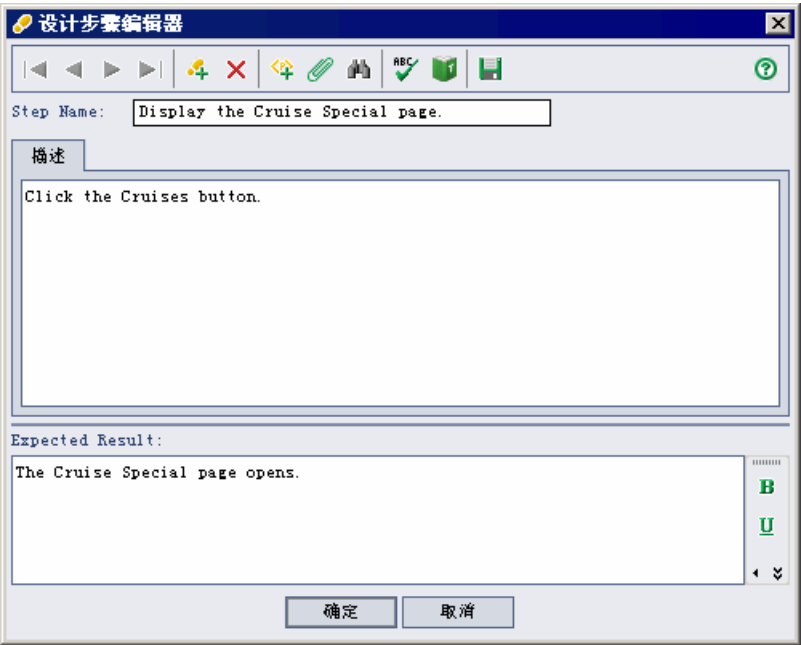 设计步骤编辑器
ABC
Step Name: Display the Cruise Special page.
描述
Click the Cruises button.
Expected Result:
The Cruise Special page opens.
B
U
确定 取消